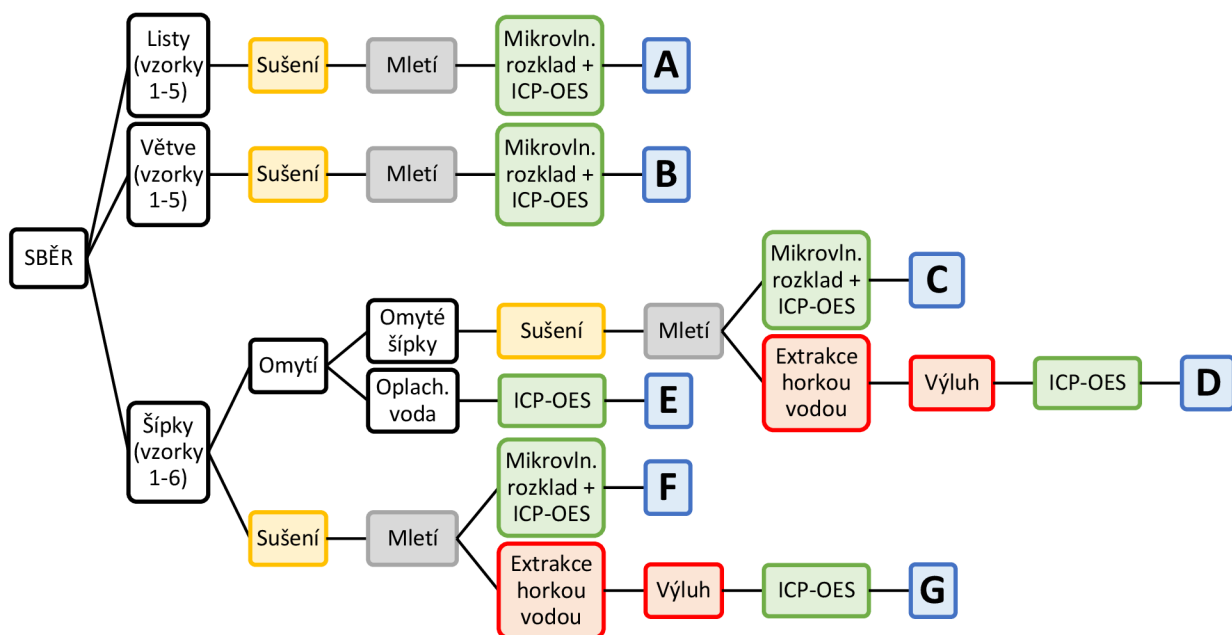 Listy
(vzorky
1-5)
Sušení
Mletí
Mikrovln.
rozklad +
ICP-OES
A
Větve
(vzorky
1-5)
Sušení
Mletí
Mikrovln.
rozklad +
ICP-OES
B
SBĚR
Šípky
(vzorky
1-6)
Omytí
Omyté
šípky
Sušení
Mletí
Mikrovln.
rozklad +
ICP-OES
C
Extrakce
horkou
vodou
Výluh
ICP-OES
D
Oplach.
voda
ICP-OES
E
Sušení
Mletí
Mikrovln.
rozklad +
ICP-OES
F
Extrakce
horkou
vodou
Výluh
ICP-OES
G